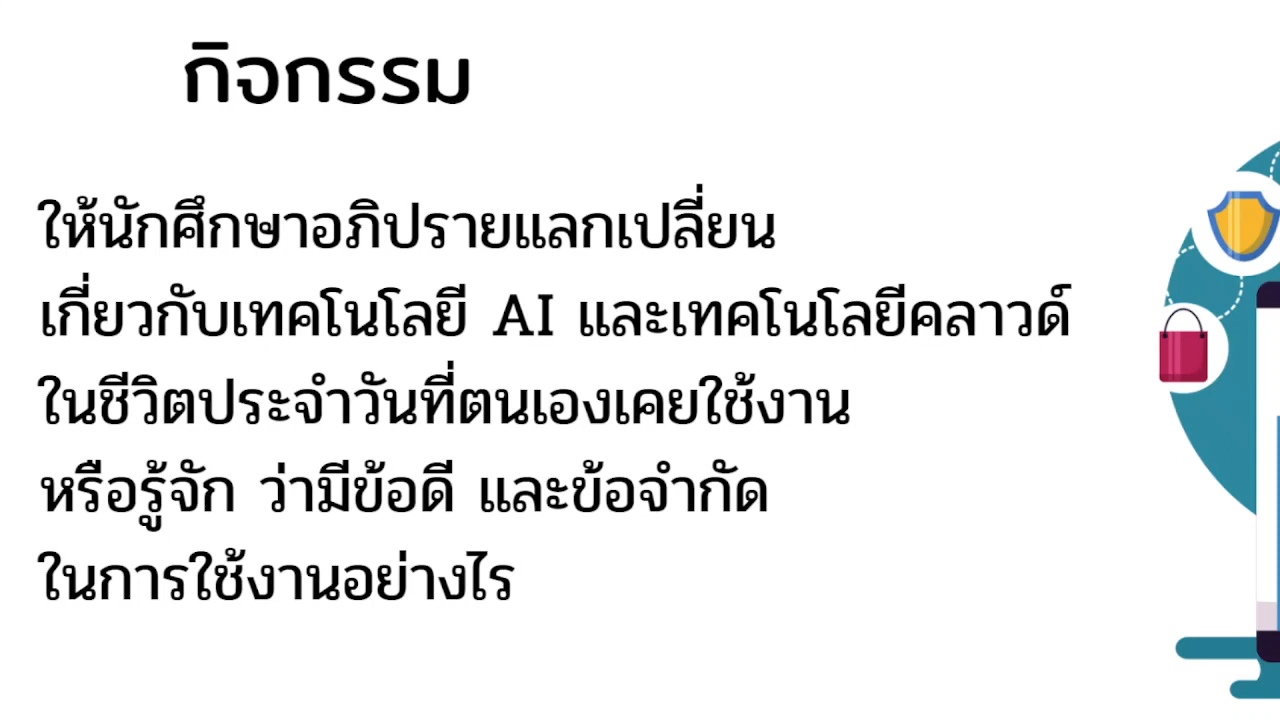 กิจกรรม
ให้นักศึกษาอภิปรายแลกเปลี่ยน
เกี่ยวกับเทคโนโลยี AI และเทคโนโลยีคลาวด์
ในชีวิตประจำวันที่ตนเองเคยใช้งาน
หรือรู้จัก ว่ามีข้อดี และข้อจำกัด
ในการใช้งานอย่างไร